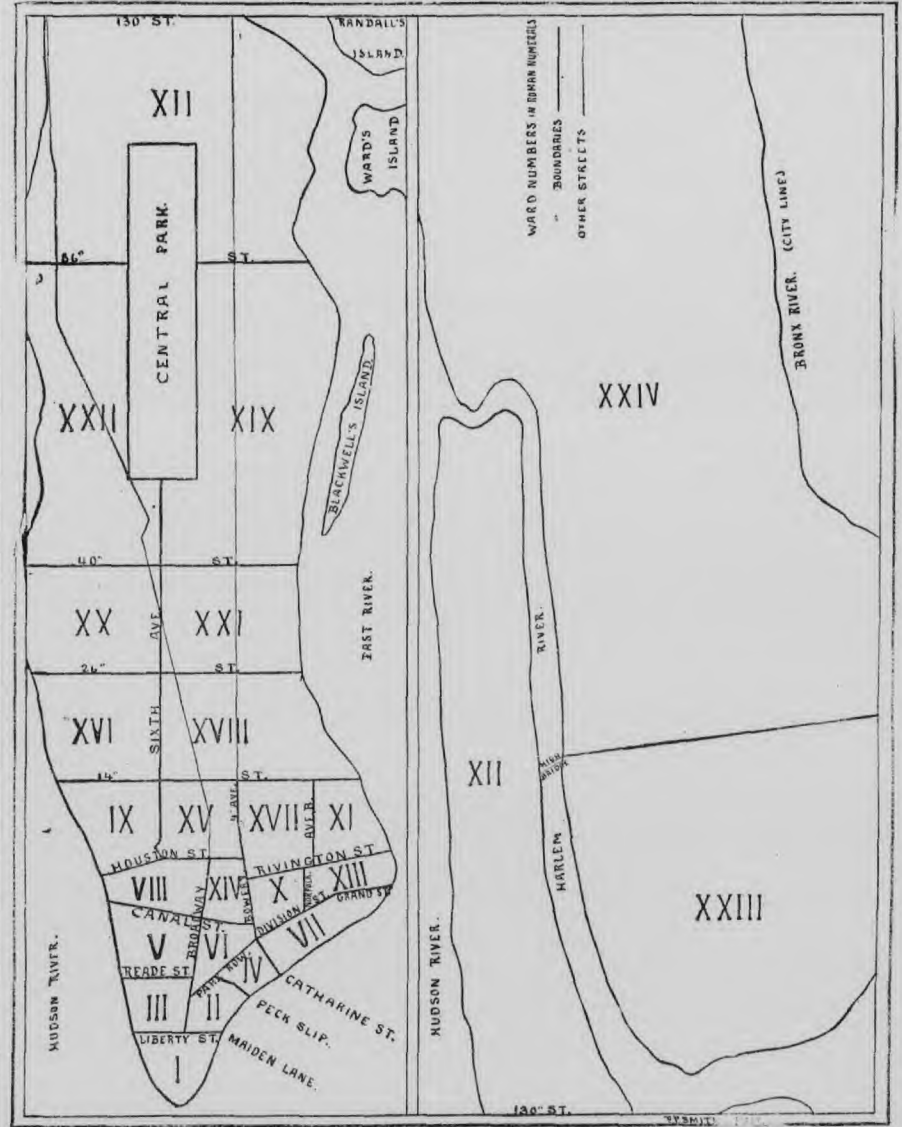 130" ST.
RANDALL'S
ISLAND.
XII
WARD'S
ISLAND
CENTRAL PARK.
86"
ST.
XXII
XIX
BLACKWELL'S ISLAND.
40"
ST.
XX
SIXTH AVE
XXI
EAST RIVER.
26"
ST.
XVI
XVIII
14"
ST.
IX
XV
4" AVE.
XVII
AVE. B.
XI
HOUSTON ST.
RIVINGTON ST
VIII
BROADWAY
XIV
BOWERY
X
NORFOLK
XIII
GRAND ST
CANAL ST.
DIVISION ST.
V
VI
VII
READE ST.
PARK ROW.
IV
CATHARINE ST.
III
II
PECK SLIP.
LIBERTY ST.
MAIDEN LANE.
I
HUDSON RIVER.
WARD NUMBERS IN ROMAN NUMERALS
" BOUNDARIES
OTHER STREETS
BRONX RIVER. (CITY LINE)
XXIV
HARLEM RIVER.
HIGH
BRIDGE
XII
XXIII
HUDSON RIVER.
130" ST.